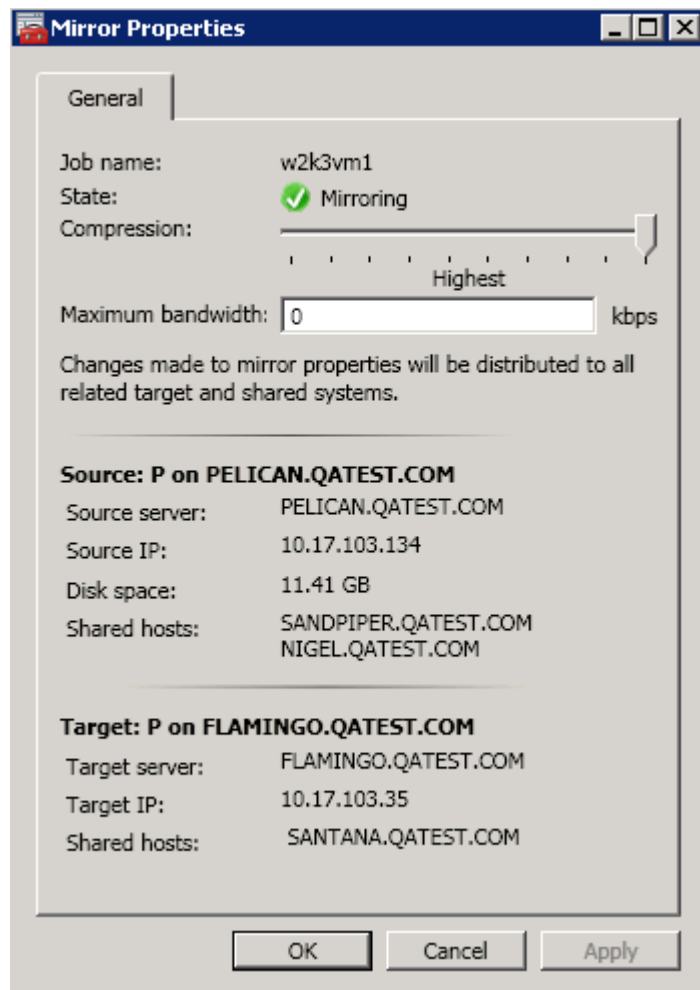 Mirror Properties
General
Job name: w2k3vm1
State: Mirroring
Compression:
Highest
Maximum bandwidth: 0 kbps
Changes made to mirror properties will be distributed to all
related target and shared systems.
Source: P on PELICAN.QATEST.COM
Source server: PELICAN.QATEST.COM
Source IP: 10.17.103.134
Disk space: 11.41 GB
Shared hosts: SANDPIPER.QATEST.COM
NIGEL.QATEST.COM
Target: P on FLAMINGO.QATEST.COM
Target server: FLAMINGO.QATEST.COM
Target IP: 10.17.103.35
Shared hosts: SANTANA.QATEST.COM
OK Cancel Apply